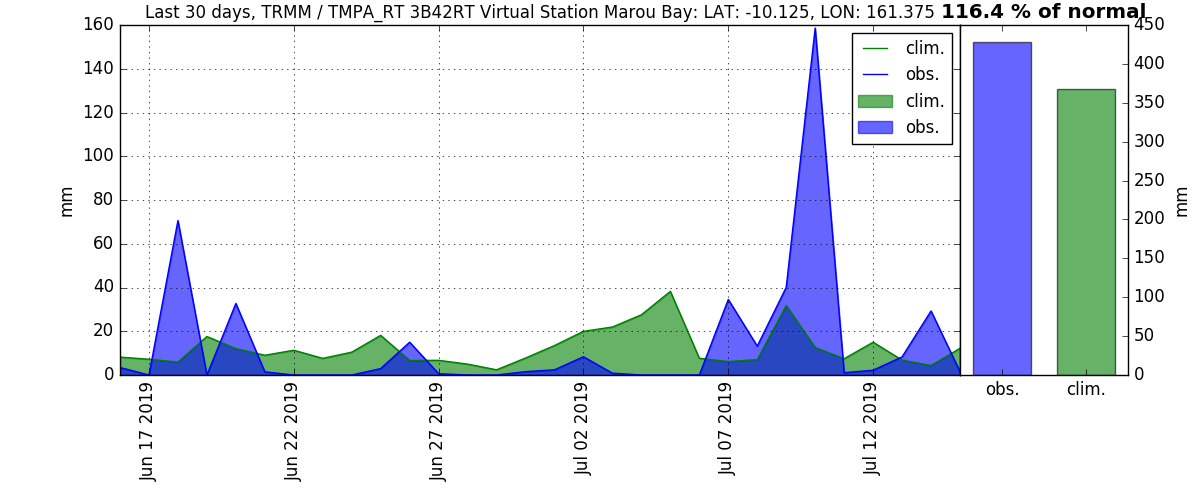 Last 30 days, TRMM / TMPA_RT 3B42RT Virtual Station Marou Bay: LAT: -10.125, LON: 161.375 116.4 % of normal
160
140
120
100
80
60
40
20
0
mm
clim.
obs.
clim.
obs.
Jun 17 2019
Jun 22 2019
Jun 27 2019
Jul 02 2019
Jul 07 2019
Jul 12 2019
450
400
350
300
250
200
150
100
50
0
mm
obs.
clim.